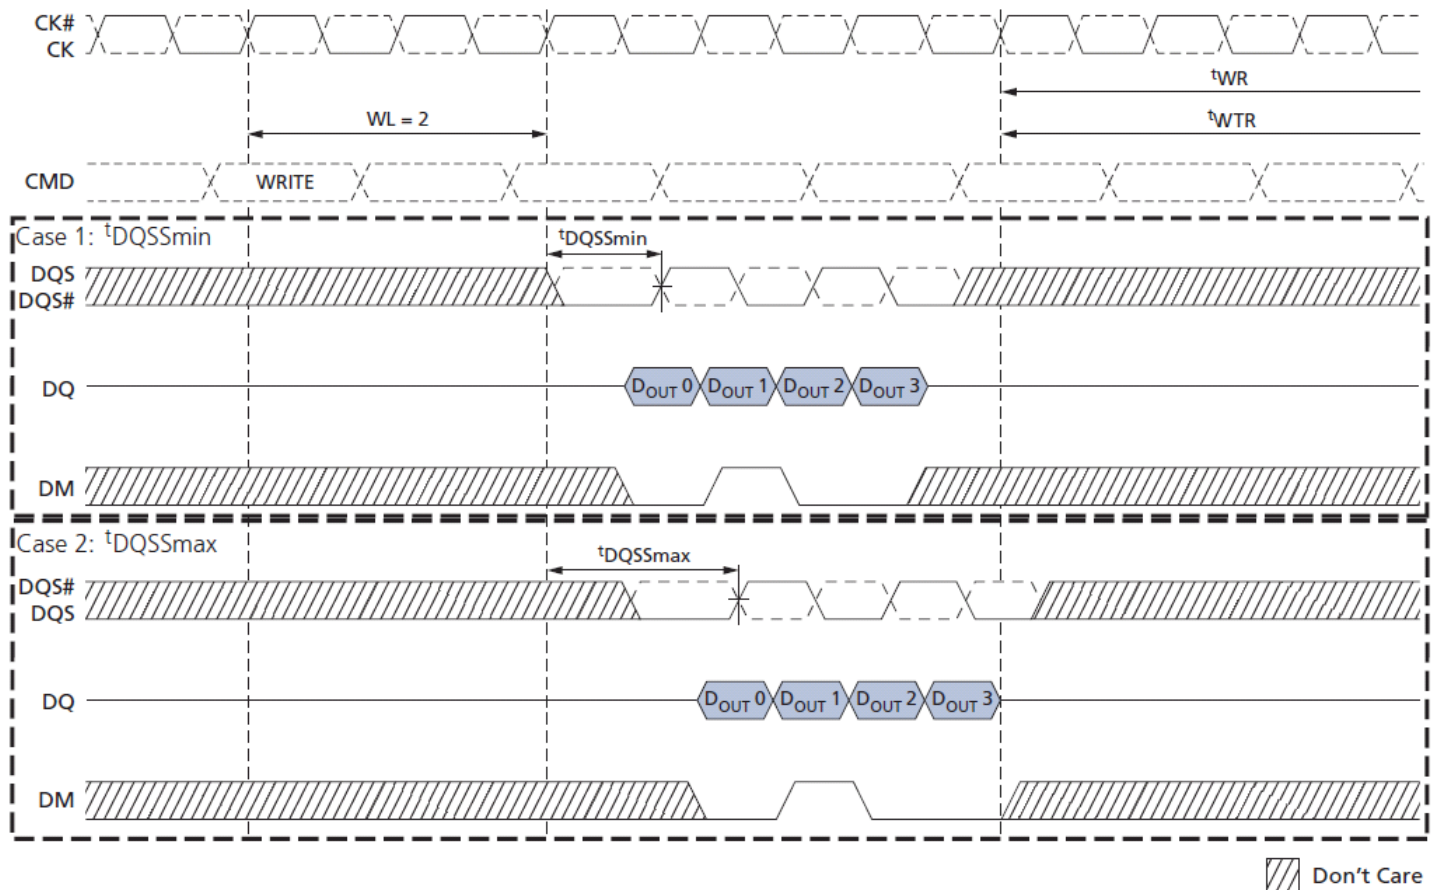 CK#
CK
tWR
WL = 2
tWTR
CMD
WRITE
Case 1: tDQSSmin
tDQSSmin
DQS
DQS#
DQ
DOUT 0 DOUT 1 DOUT 2 DOUT 3
DM
Case 2: tDQSSmax
tDQSSmax
DQS#
DQS
DQ
DOUT 0 DOUT 1 DOUT 2 DOUT 3
DM
Don't Care